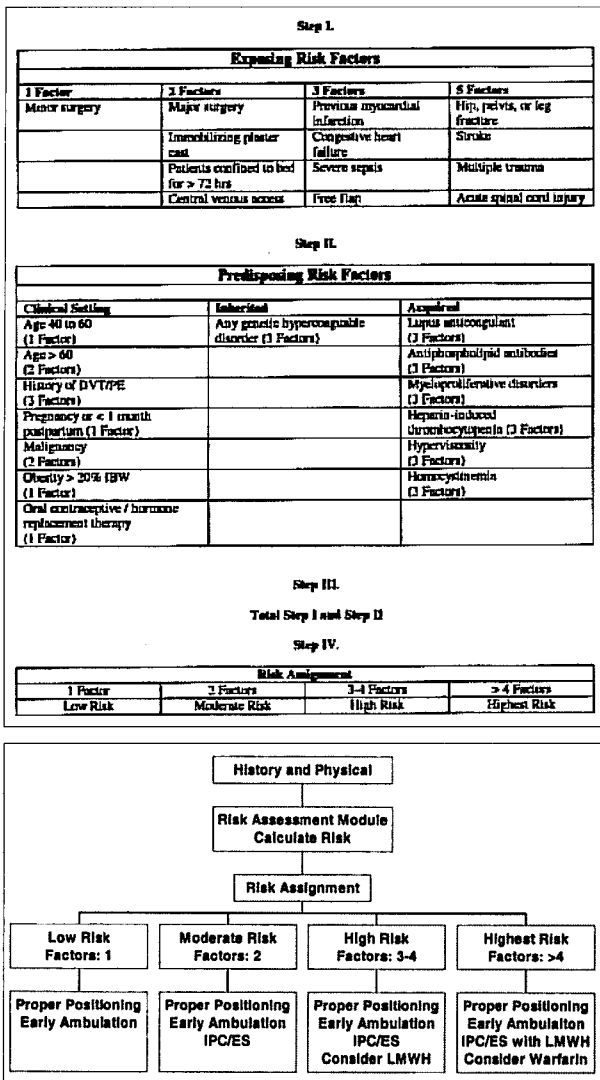 Step I.
Exposing Risk Factors
1 Factor 2 Factors 3 Factors 5 Factors
Minor surgery Major surgery Previous myocardial infarction Hip, pelvis, or leg fracture
Immobilizing plaster cast Congestive heart failure Stroke
Patients confined to bed for > 72 hrs Severe sepsis Multiple trauma
Central venous access Free flap Acute spinal cord injury
Step II.
Predisposing Risk Factors
Clinical Setting Inherited Acquired
Age 40 to 60 Any genetic hypercoaguable Lupus anticoagulant
(1 Factor) disorder (3 Factors) (3 Factors)
Age > 60 Antiphospholipid antibodies
(2 Factors) (3 Factors)
History of DVT/PE Myeloproliferative disorders
(3 Factors) (3 Factors)
Pregnancy or < 1 month Heparin-induced
postpartum (1 Factor) thrombocytopenia (3 Factors)
Malignancy Hyperviscosity
(2 Factors) (3 Factors)
Obesity > 20% IBW Homocystinemia
(1 Factor) (3 Factors)
Oral contraceptive / hormone
replacement therapy
(1 Factor)
Step III.
Total Step I and Step II
Step IV.
Risk Assignment
1 Factor 2 Factors 3-4 Factors > 4 Factors
Low Risk Moderate Risk High Risk Highest Risk
History and Physical
Risk Assessment Module
Calculate Risk
Risk Assignment
Low Risk Moderate Risk High Risk Highest Risk
Factors: 1 Factors: 2 Factors: 3-4 Factors: >4
Proper Positioning Proper Positioning Proper Positioning Proper Positioning
Early Ambulation Early Ambulation Early Ambulation Early Ambulaiton
IPC/ES IPC/ES IPC/ES with LMWH
Consider LMWH Consider Warfarin